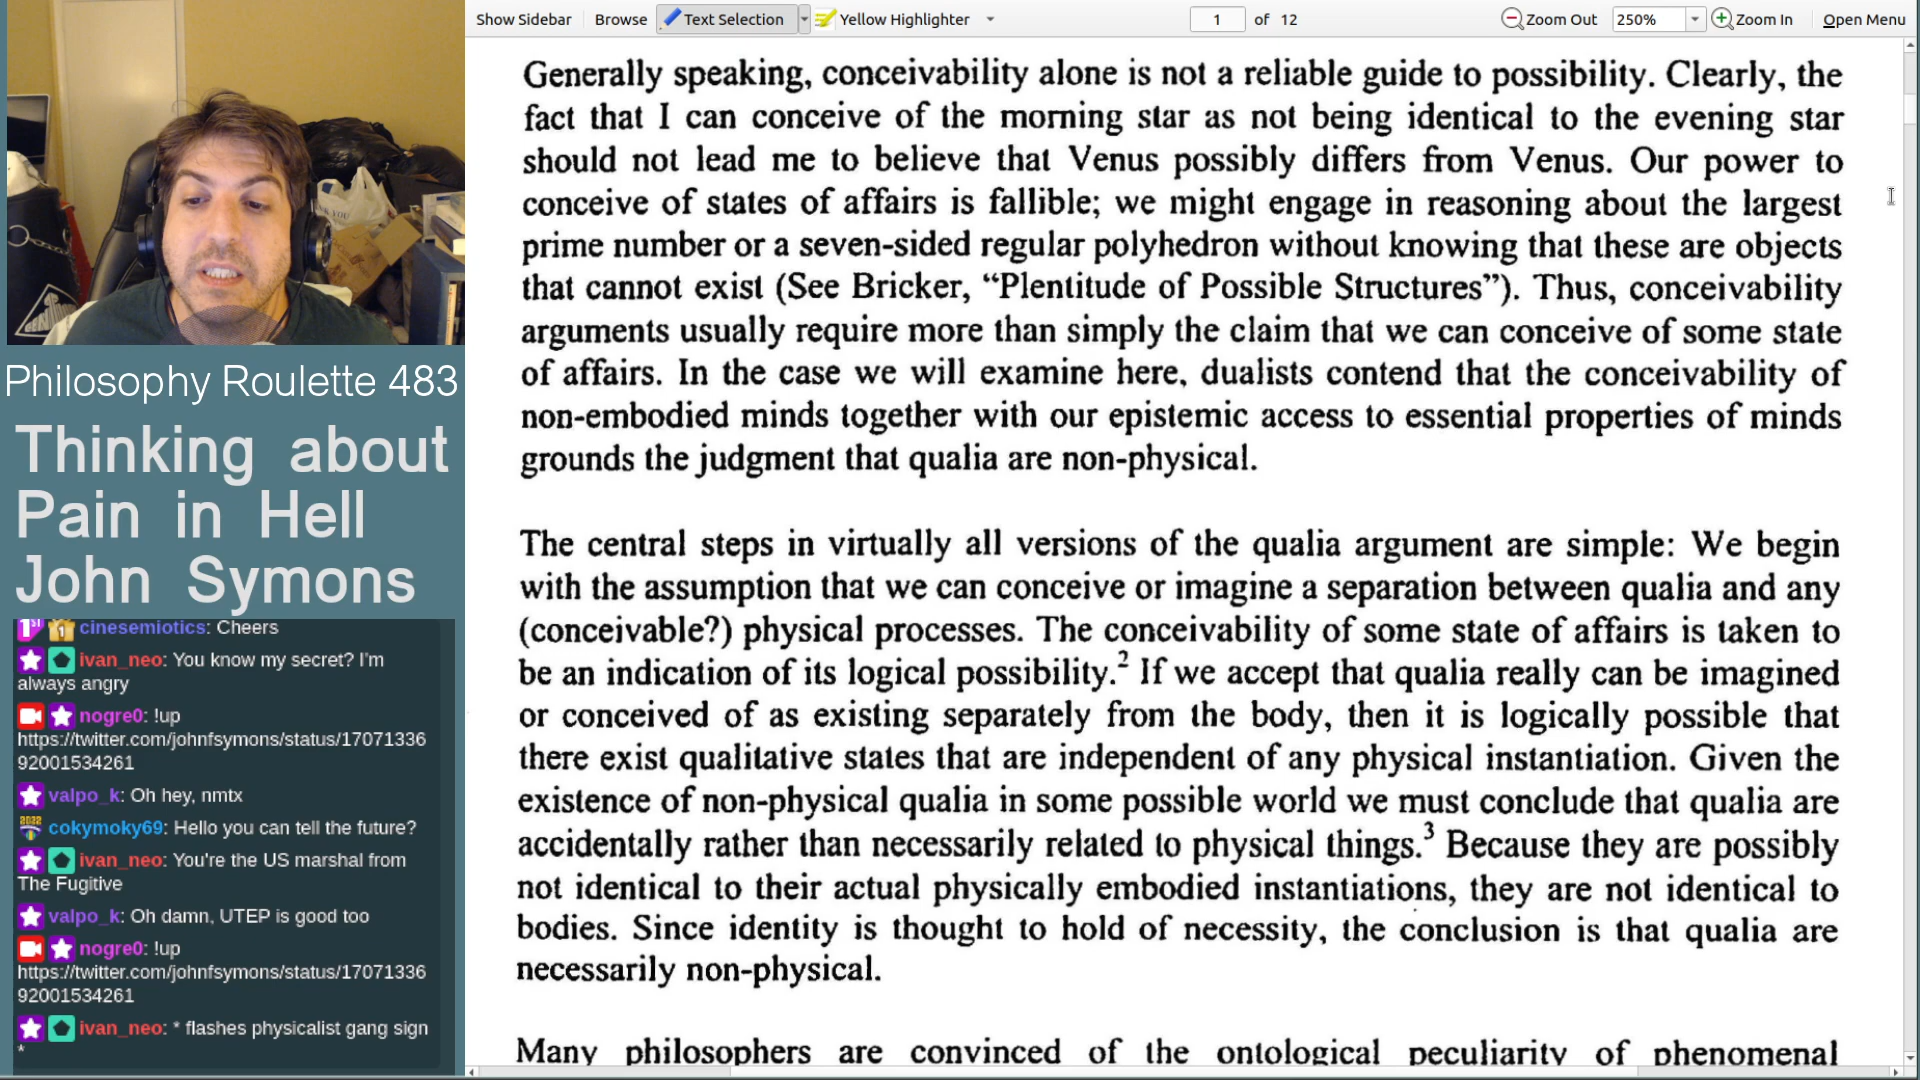 Show Sidebar Browse Text Selection Yellow Highlighter 1 of 12 Zoom Out 250% Zoom In Open Menu
Generally speaking, conceivability alone is not a reliable guide to possibility. Clearly, the
fact that I can conceive of the morning star as not being identical to the evening star
should not lead me to believe that Venus possibly differs from Venus. Our power to
conceive of states of affairs is fallible; we might engage in reasoning about the largest
prime number or a seven-sided regular polyhedron without knowing that these are objects
that cannot exist (See Bricker, “Plentitude of Possible Structures”). Thus, conceivability
arguments usually require more than simply the claim that we can conceive of some state
of affairs. In the case we will examine here, dualists contend that the conceivability of
non-embodied minds together with our epistemic access to essential properties of minds
grounds the judgment that qualia are non-physical.
The central steps in virtually all versions of the qualia argument are simple: We begin
with the assumption that we can conceive or imagine a separation between qualia and any
(conceivable?) physical processes. The conceivability of some state of affairs is taken to
be an indication of its logical possibility.2 If we accept that qualia really can be imagined
or conceived of as existing separately from the body, then it is logically possible that
there exist qualitative states that are independent of any physical instantiation. Given the
existence of non-physical qualia in some possible world we must conclude that qualia are
accidentally rather than necessarily related to physical things.3 Because they are possibly
not identical to their actual physically embodied instantiations, they are not identical to
bodies. Since identity is thought to hold of necessity, the conclusion is that qualia are
necessarily non-physical.
Many philosophers are convinced of the ontological peculiarity of phenomenal
Philosophy Roulette 483
Thinking about
Pain in Hell
John Symons
1ST 1 cinesemiotics: Cheers
ivan_neo: You know my secret? I'm
always angry
nogre0: !up
https://twitter.com/johnfsymons/status/17071336
92001534261
valpo_k: Oh hey, nmtx
2022 cokymoky69: Hello you can tell the future?
ivan_neo: You're the US marshal from
The Fugitive
valpo_k: Oh damn, UTEP is good too
nogre0: !up
https://twitter.com/johnfsymons/status/17071336
92001534261
ivan_neo: * flashes physicalist gang sign
*